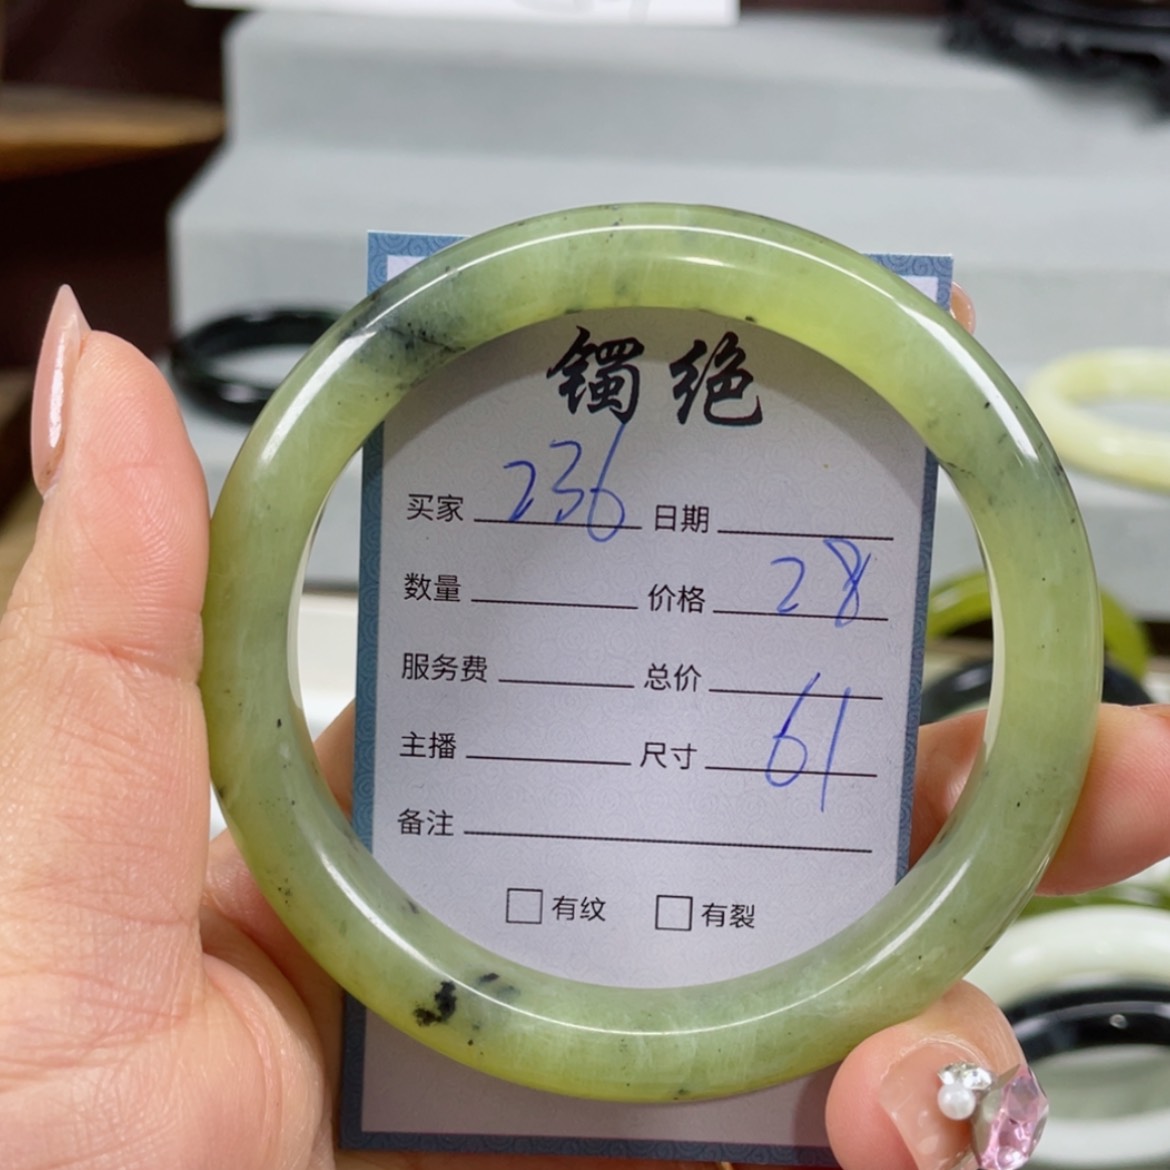 镯绝
买家 236 日期
数量 价格 28
服务费 总价
主播 尺寸 61
备注
有纹 有裂